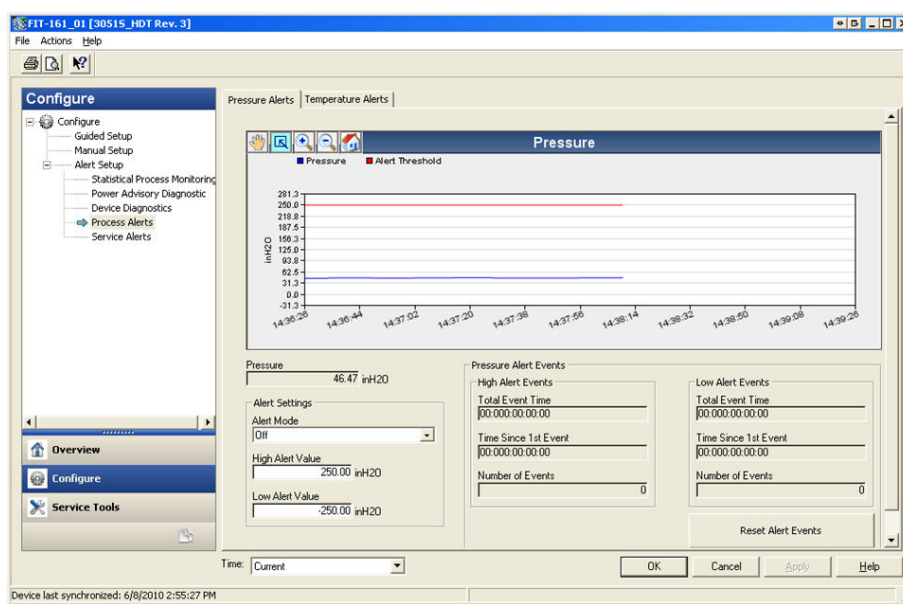 FIT-161_01 [3051S_HDT Rev. 3]
File Actions Help
Configure
Configure
Guided Setup
Manual Setup
Alert Setup
Statistical Process Monitoring
Power Advisory Diagnostic
Device Diagnostics
Process Alerts
Service Alerts
Overview
Configure
Service Tools
Pressure Alerts Temperature Alerts
Pressure
Pressure Alert Threshold
inH2O
281.3
250.0
218.8
187.5
156.3
125.0
93.8
62.5
31.3
0.0
-31.3
14:36:26 14:36:44 14:37:02 14:37:20 14:37:38 14:37:56 14:38:14 14:38:32 14:38:50 14:39:08 14:39:26
Pressure
46.47 inH2O
Alert Settings
Alert Mode
Off
High Alert Value
250.00 inH2O
Low Alert Value
-250.00 inH2O
Pressure Alert Events
High Alert Events
Total Event Time
00:000:00:00:00
Time Since 1st Event
00:000:00:00:00
Number of Events
0
Low Alert Events
Total Event Time
00:000:00:00:00
Time Since 1st Event
00:000:00:00:00
Number of Events
0
Reset Alert Events
Time: Current
OK Cancel Apply Help
Device last synchronized: 6/8/2010 2:55:27 PM